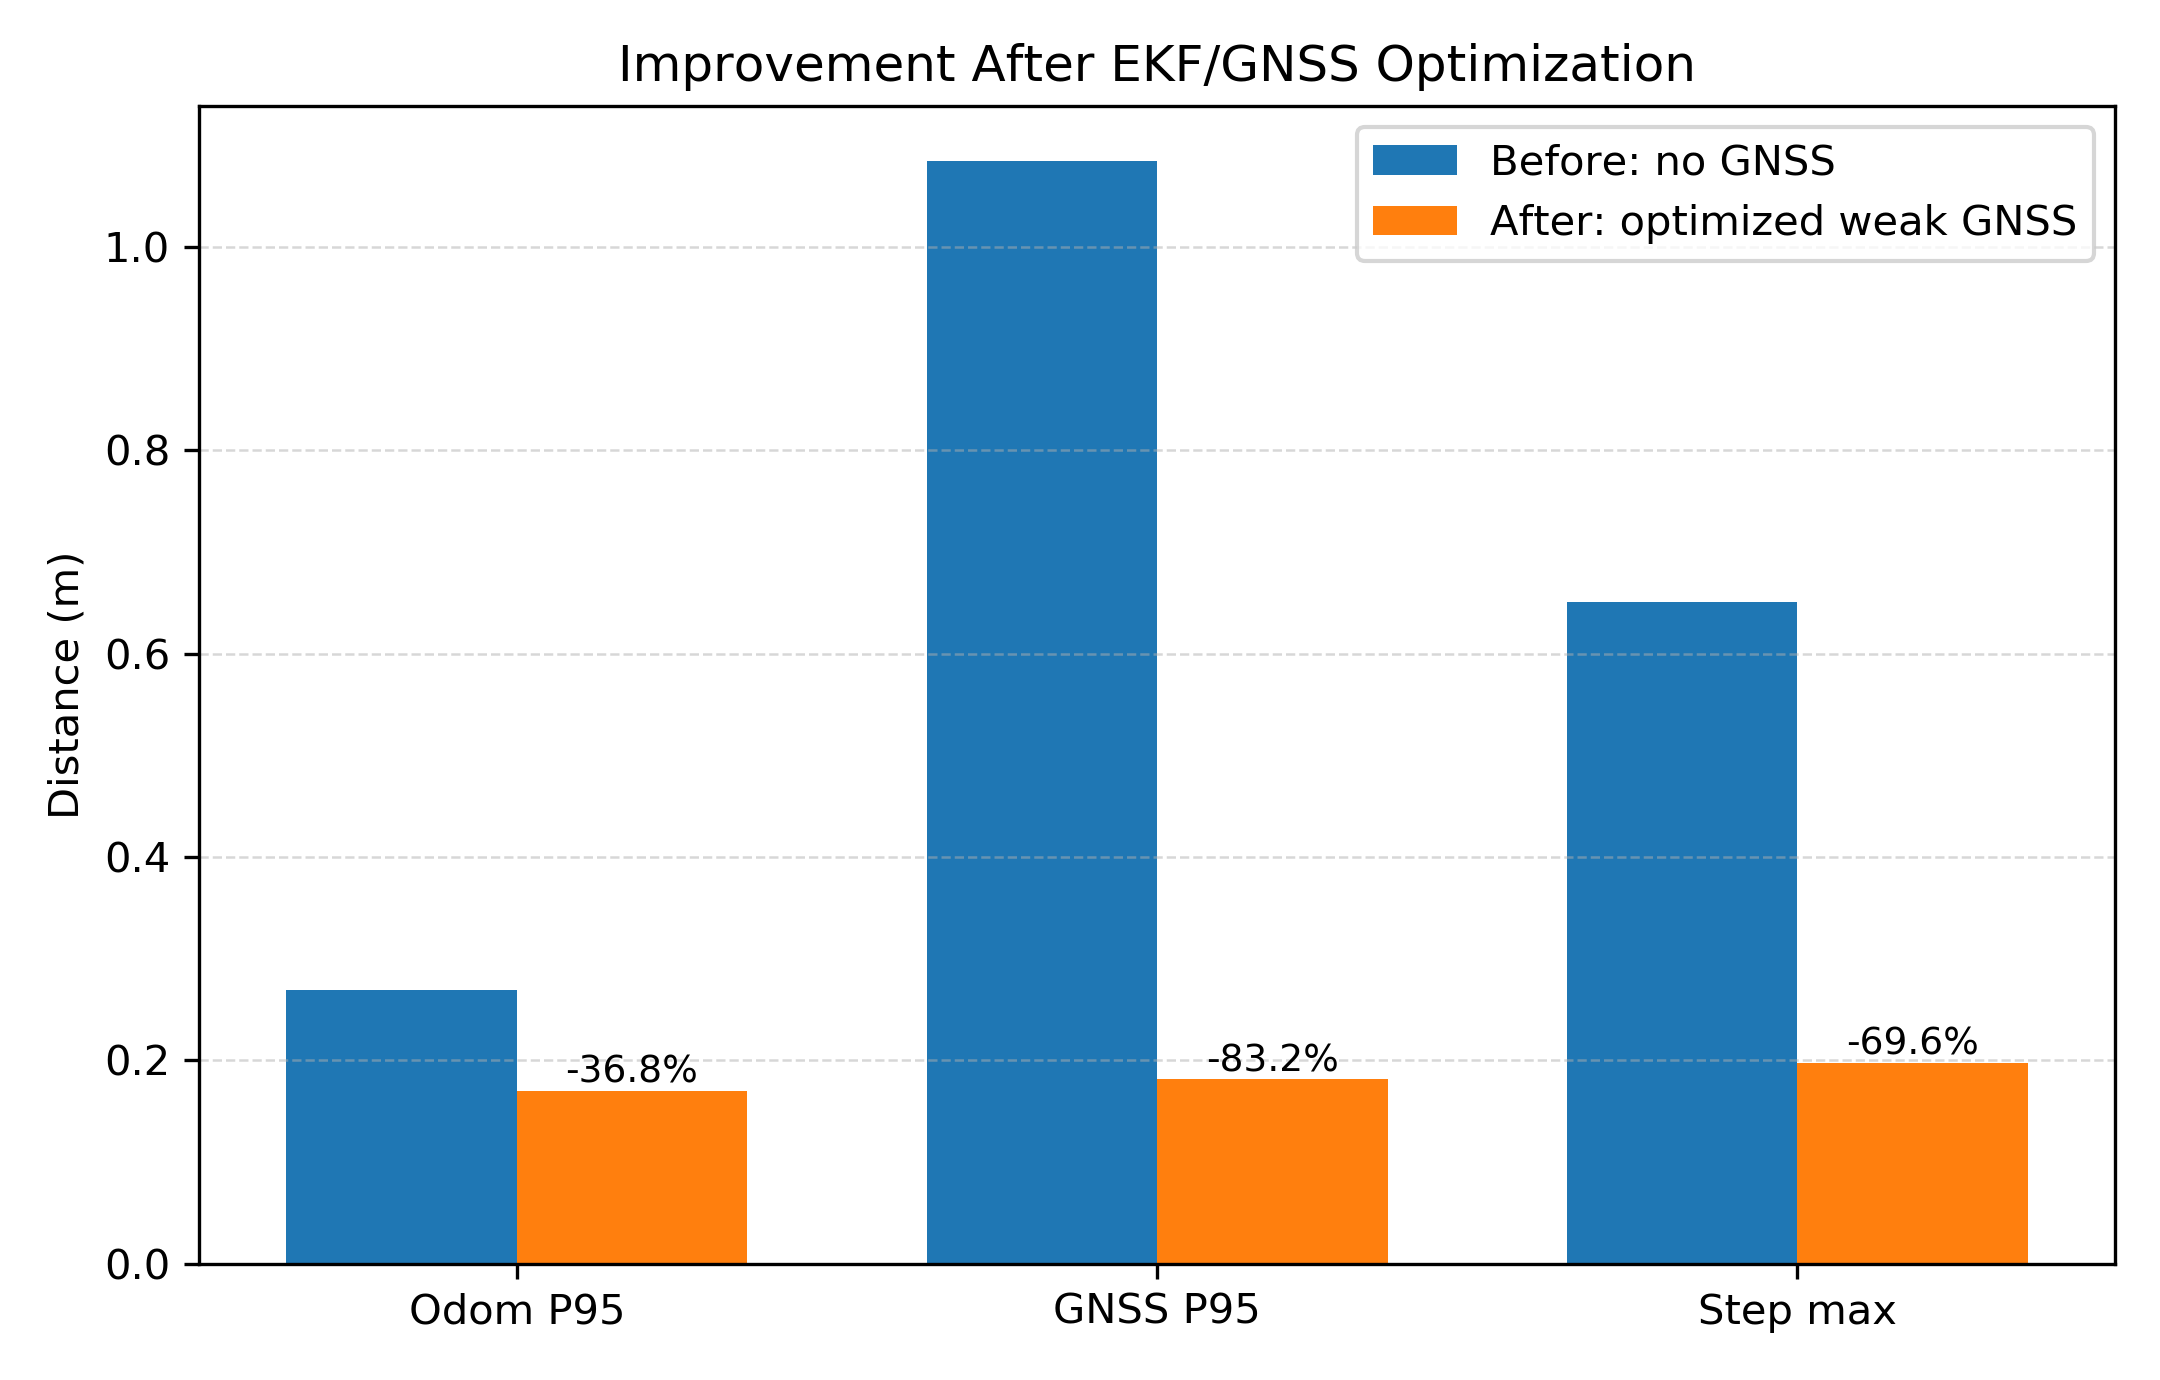 Improvement After EKF/GNSS Optimization
Before: no GNSS
After: optimized weak GNSS
Distance (m)
1.0
0.8
0.6
0.4
0.2
0.0
-36.8%
-83.2%
-69.6%
Odom P95
GNSS P95
Step max